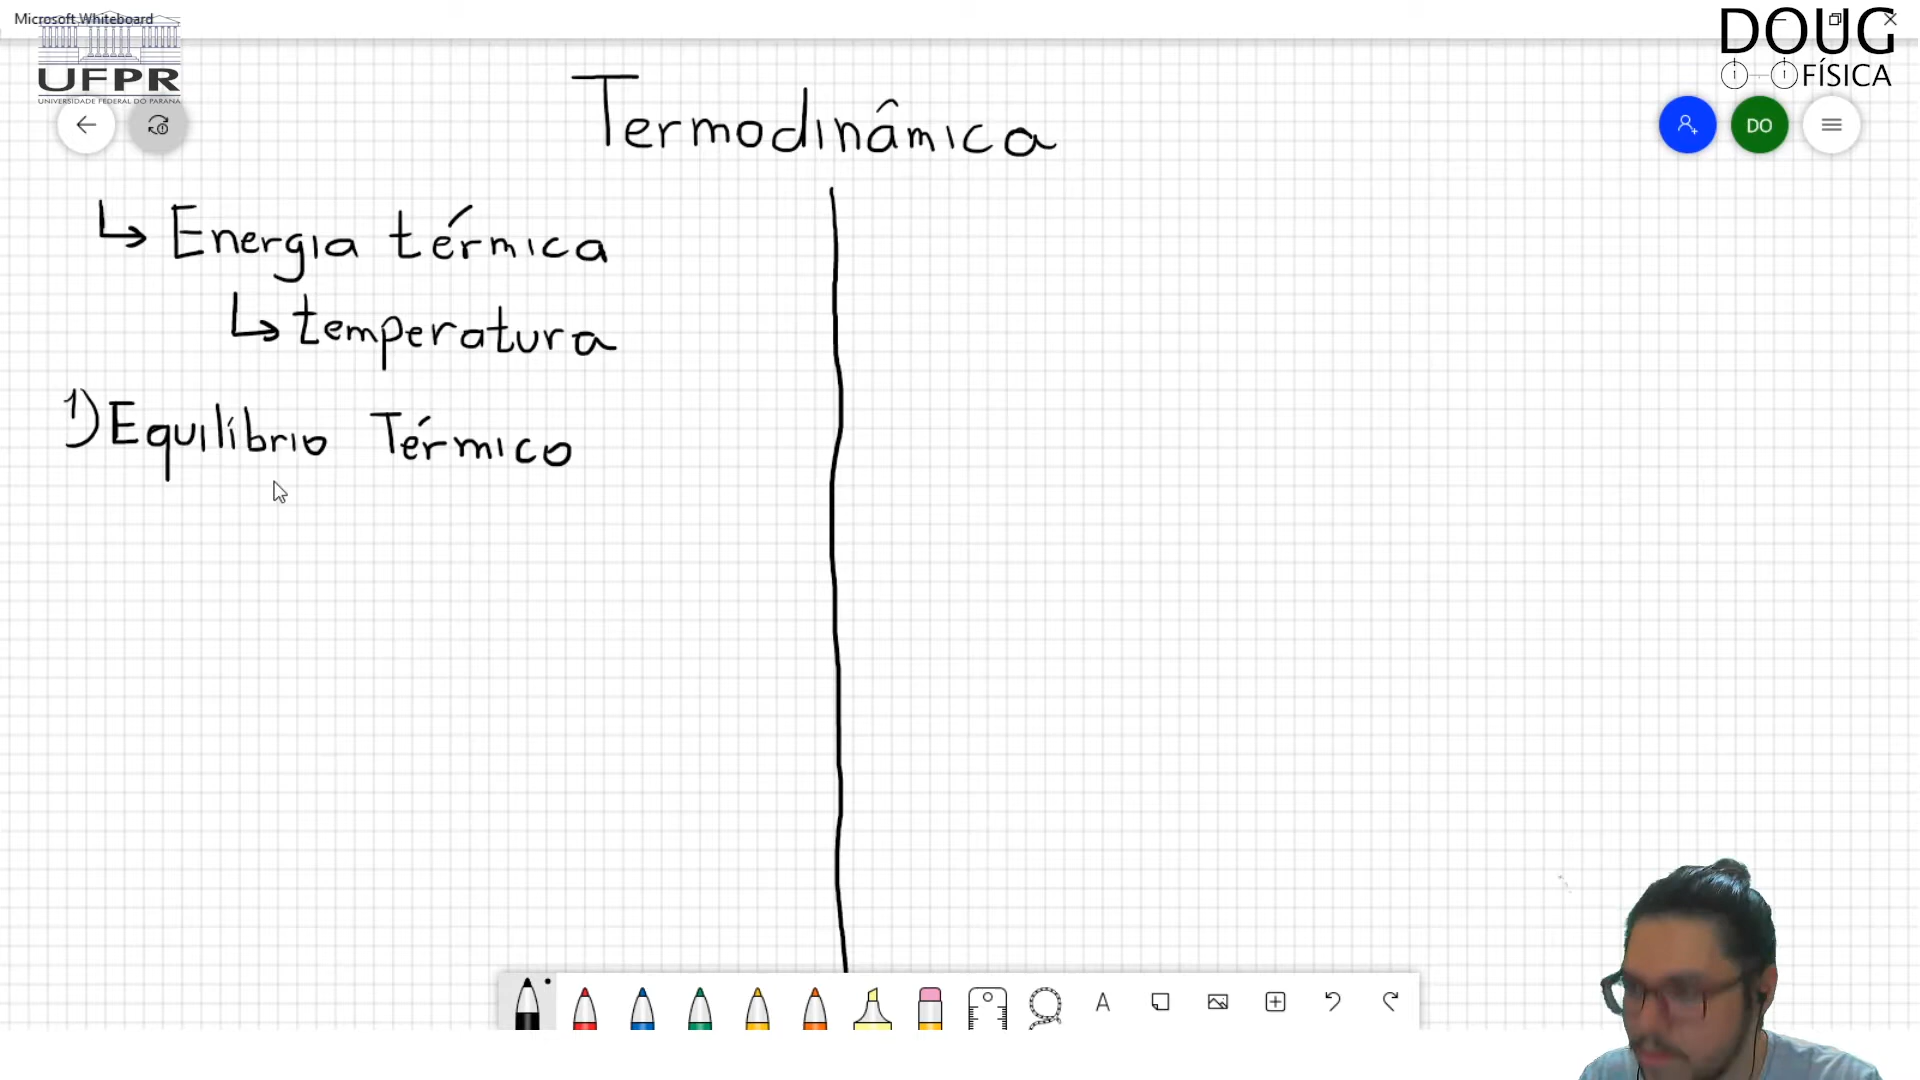 Microsoft Whiteboard
UFPR
UNIVERSIDADE FEDERAL DO PARANÁ
DOUG
FÍSICA
DO
Termodinâmica
↳ Energia térmica
↳ temperatura
1) Equilíbrio Térmico
A